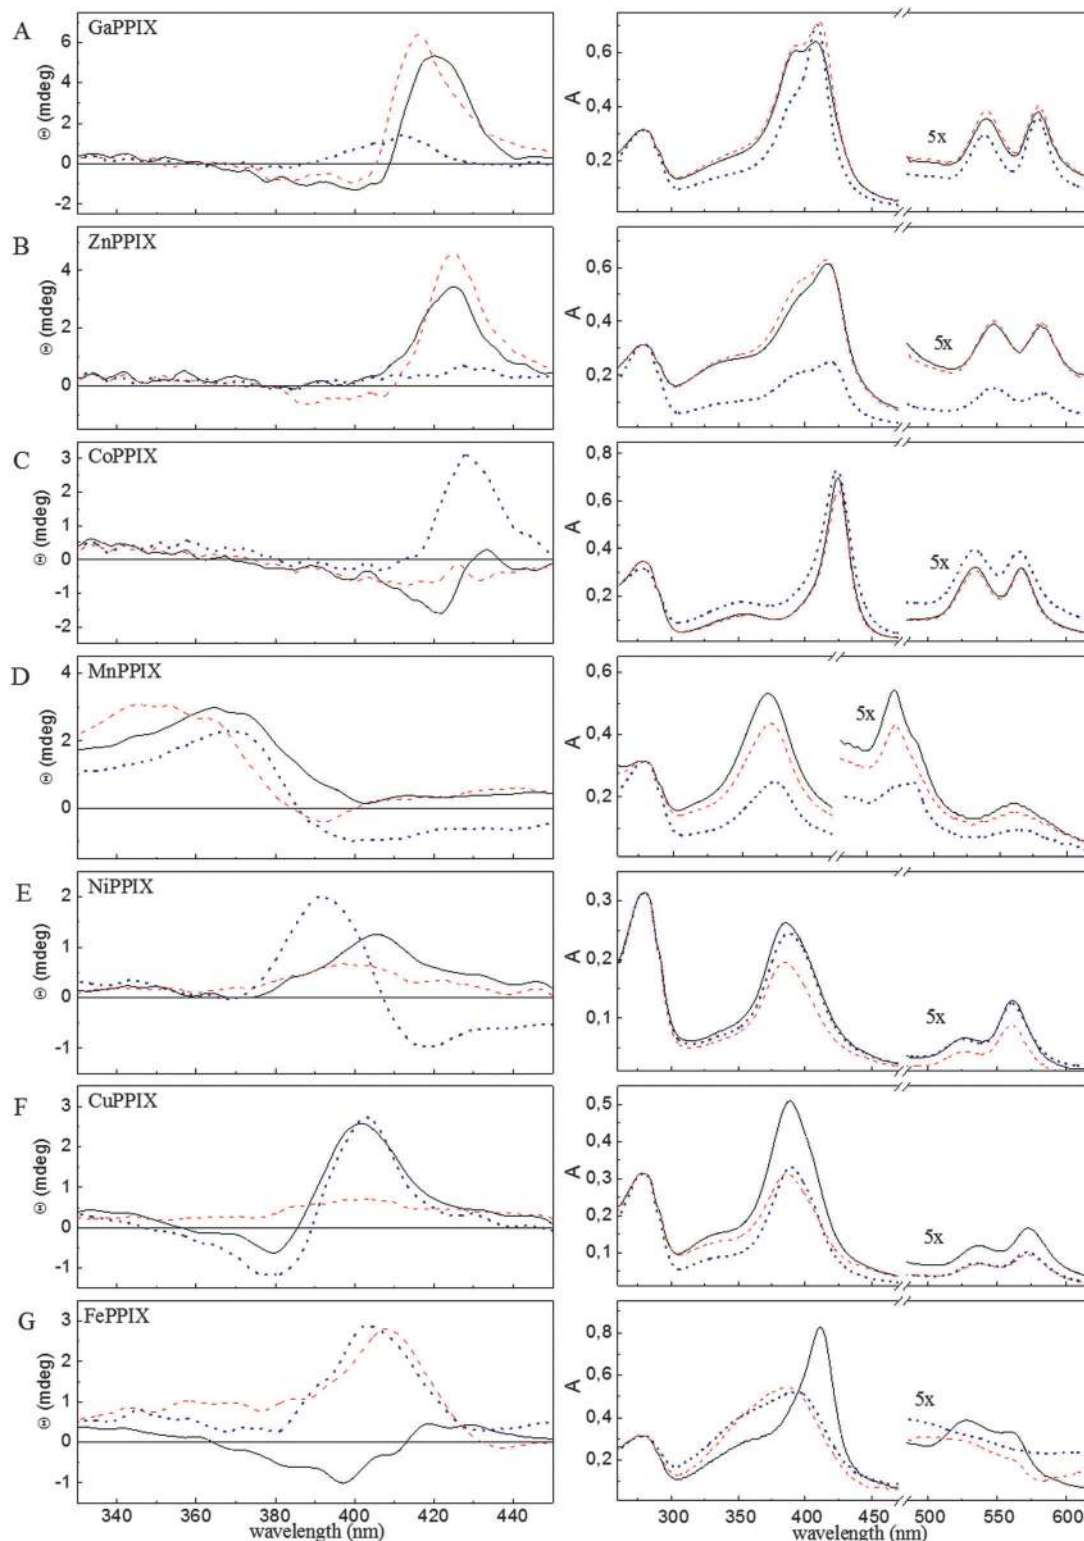 A
GaPPIX
Θ (mdeg)
6
4
2
0
-2
A
0,6
0,4
0,2
5x
B
ZnPPIX
Θ (mdeg)
4
2
0
A
0,6
0,4
0,2
5x
C
CoPPIX
Θ (mdeg)
3
2
1
0
-1
-2
A
0,8
0,6
0,4
0,2
5x
D
MnPPIX
Θ (mdeg)
4
2
0
A
0,6
0,4
0,2
5x
E
NiPPIX
Θ (mdeg)
2
1
0
-1
A
0,3
0,2
0,1
5x
F
CuPPIX
Θ (mdeg)
3
2
1
0
-1
A
0,5
0,4
0,3
0,2
0,1
5x
G
FePPIX
Θ (mdeg)
3
2
1
0
-1
A
0,8
0,6
0,4
0,2
5x
340 360 380 400 420 440
wavelength (nm)
300 350 400 450 500 550 600
wavelength (nm)